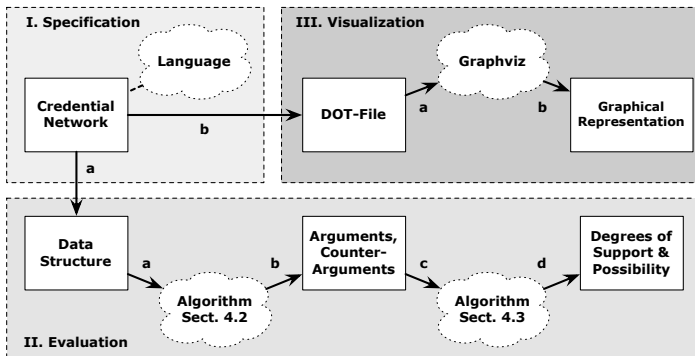 I. Specification
Language
Credential
Network
a
b
III. Visualization
Graphviz
DOT-File
a
b
Graphical
Representation
Data
Structure
a
Algorithm
Sect. 4.2
b
Arguments,
Counter-
Arguments
c
Algorithm
Sect. 4.3
d
Degrees of
Support &
Possibility
II. Evaluation